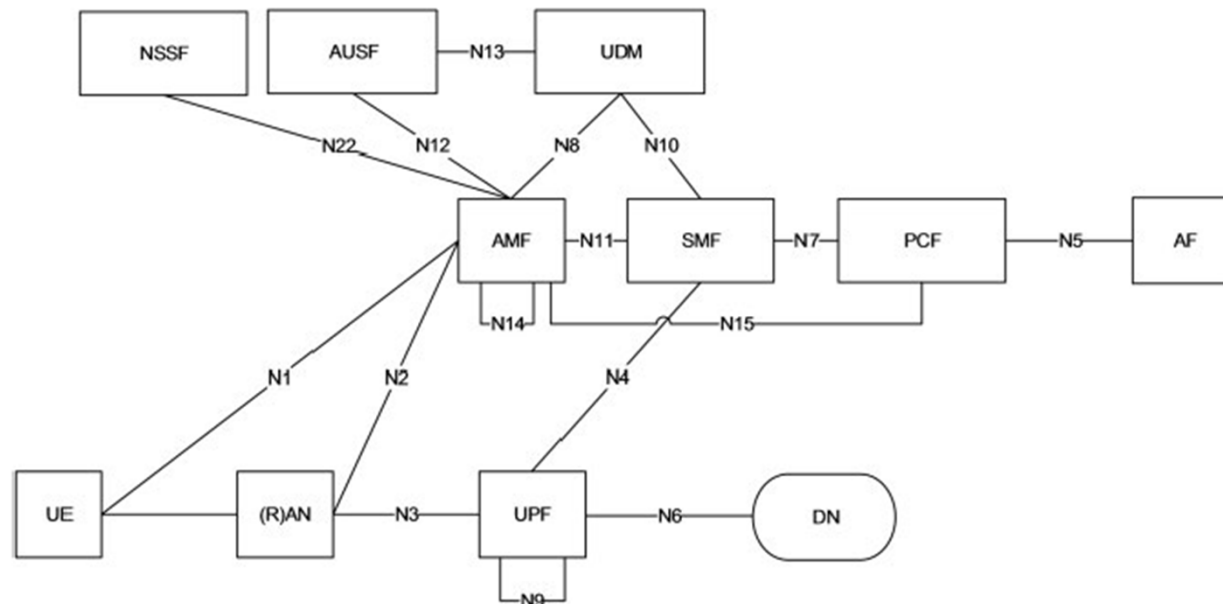 NSSF
AUSF
N13
UDM
N22
N12
N8
N10
AMF
N11
SMF
N7
PCF
N5
AF
N14
N15
N1
N2
N4
UE
(R)AN
N3
UPF
N6
DN
N9